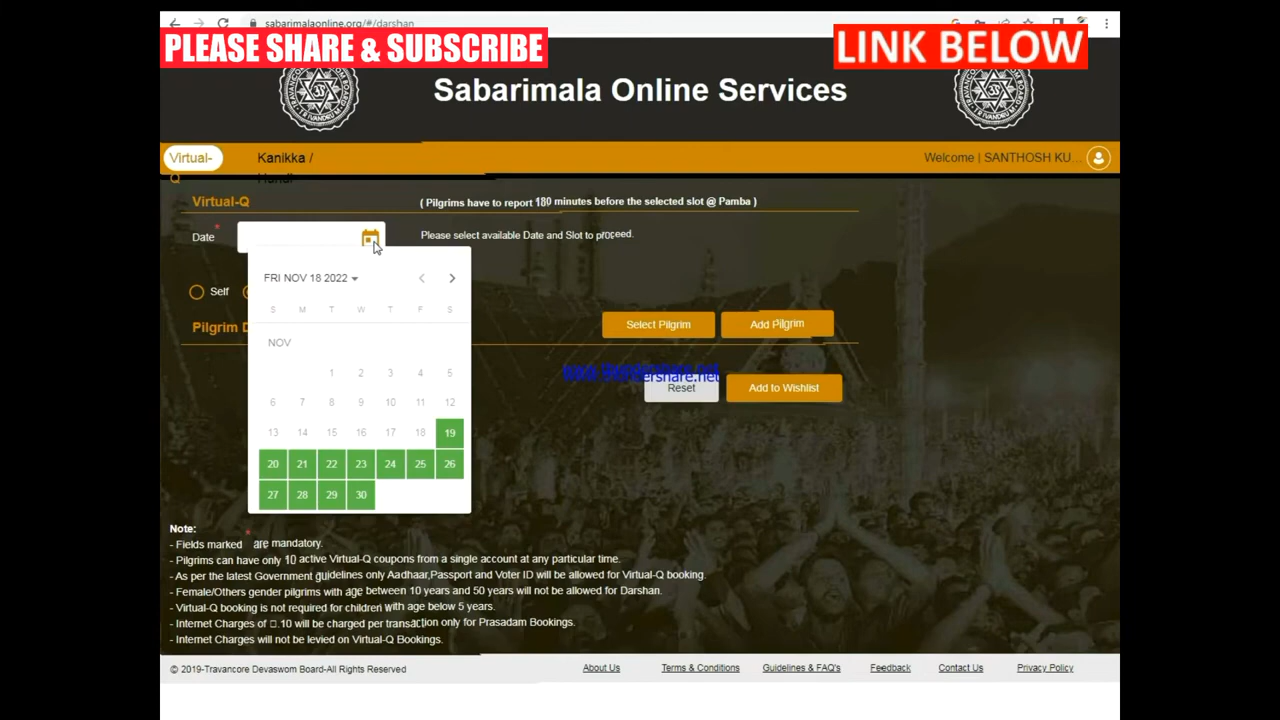 sabarimalaonline.org/#/darshan
PLEASE SHARE & SUBSCRIBE
LINK BELOW
Sabarimala Online Services
Virtual-
Q
Kanikka /
Welcome | SANTHOSH KU...
Virtual-Q
( Pilgrims have to report 180 minutes before the selected slot @ Pamba )
Date *
Please select available Date and Slot to proceed.
FRI NOV 18 2022
S M T W T F S
NOV
1 2 3 4 5
6 7 8 9 10 11 12
13 14 15 16 17 18 19
20 21 22 23 24 25 26
27 28 29 30
Self
Pilgrim D
Select Pilgrim
Add Pilgrim
Reset
Add to Wishlist
Note:
- Fields marked * are mandatory.
- Pilgrims can have only 10 active Virtual-Q coupons from a single account at any particular time.
- As per the latest Government guidelines only Aadhaar,Passport and Voter ID will be allowed for Virtual-Q booking.
- Female/Others gender pilgrims with age between 10 years and 50 years will not be allowed for Darshan.
- Virtual-Q booking is not required for children with age below 5 years.
- Internet Charges of □.10 will be charged per transaction only for Prasadam Bookings.
- Internet Charges will not be levied on Virtual-Q Bookings.
© 2019-Travancore Devaswom Board-All Rights Reserved
About Us
Terms & Conditions
Guidelines & FAQ's
Feedback
Contact Us
Privacy Policy